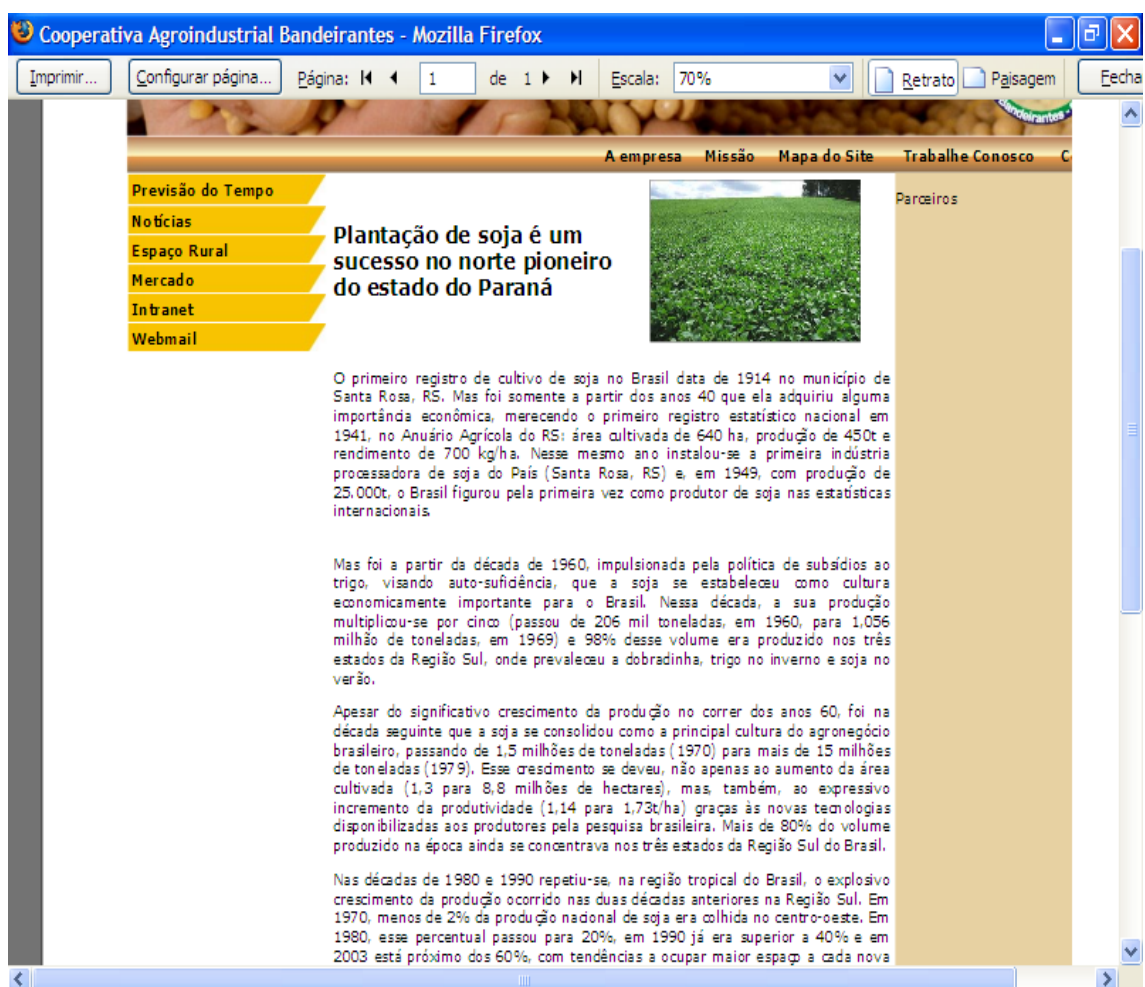 Cooperativa Agroindustrial Bandeirantes - Mozilla Firefox
Imprimir... Configurar página... Página: 1 de 1 Escala: 70% Retrato Paisagem Fecha
Bandeirantes -
A empresa Missão Mapa do Site Trabalhe Conosco C
Previsão do Tempo
Notícias
Espaço Rural
Mercado
Intranet
Webmail
Plantação de soja é um
sucesso no norte pioneiro
do estado do Paraná
Parceiros
O primeiro registro de cultivo de soja no Brasil data de 1914 no município de
Santa Rosa, RS. Mas foi somente a partir dos anos 40 que ela adquiriu alguma
importância econômica, merecendo o primeiro registro estatístico nacional em
1941, no Anuário Agrícola do RS: área cultivada de 640 ha, produção de 450t e
rendimento de 700 kg/ha. Nesse mesmo ano instalou-se a primeira indústria
processadora de soja do País (Santa Rosa, RS) e, em 1949, com produção de
25.000t, o Brasil figurou pela primeira vez como produtor de soja nas estatísticas
internacionais.
Mas foi a partir da década de 1960, impulsionada pela política de subsídios ao
trigo, visando auto-suficiência, que a soja se estabeleceu como cultura
economicamente importante para o Brasil. Nessa década, a sua produção
multiplicou-se por cinco (passou de 206 mil toneladas, em 1960, para 1,056
milhão de toneladas, em 1969) e 98% desse volume era produzido nos três
estados da Região Sul, onde prevaleceu a dobradinha, trigo no inverno e soja no
verão.
Apesar do significativo crescimento da produção no correr dos anos 60, foi na
década seguinte que a soja se consolidou como a principal cultura do agronegócio
brasileiro, passando de 1,5 milhões de toneladas (1970) para mais de 15 milhões
de toneladas (1979). Esse crescimento se deveu, não apenas ao aumento da área
cultivada (1,3 para 8,8 milhões de hectares), mas, também, ao expressivo
incremento da produtividade (1,14 para 1,73t/ha) graças às novas tecnologias
disponibilizadas aos produtores pela pesquisa brasileira. Mais de 80% do volume
produzido na época ainda se concentrava nos três estados da Região Sul do Brasil.
Nas décadas de 1980 e 1990 repetiu-se, na região tropical do Brasil, o explosivo
crescimento da produção ocorrido nas duas décadas anteriores na Região Sul. Em
1970, menos de 2% da produção nacional de soja era colhida no centro-oeste. Em
1980, esse percentual passou para 20%, em 1990 já era superior a 40% e em
2003 está próximo dos 60%, com tendências a ocupar maior espaço a cada nova